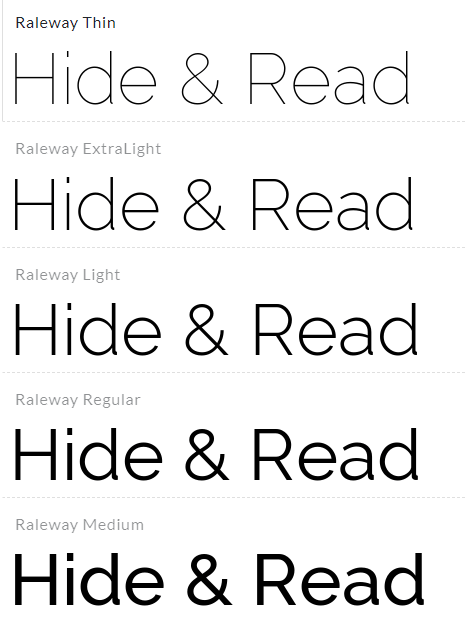 Raleway Thin
Hide & Read
Raleway ExtraLight
Hide & Read
Raleway Light
Hide & Read
Raleway Regular
Hide & Read
Raleway Medium
Hide & Read